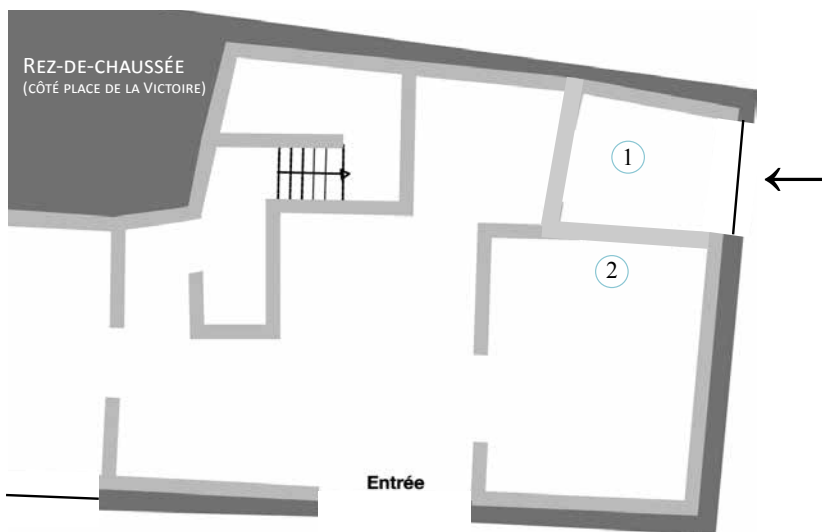 REZ-DE-CHAUSSÉE
(CÔTÉ PLACE DE LA VICTOIRE)
1
2
Entrée